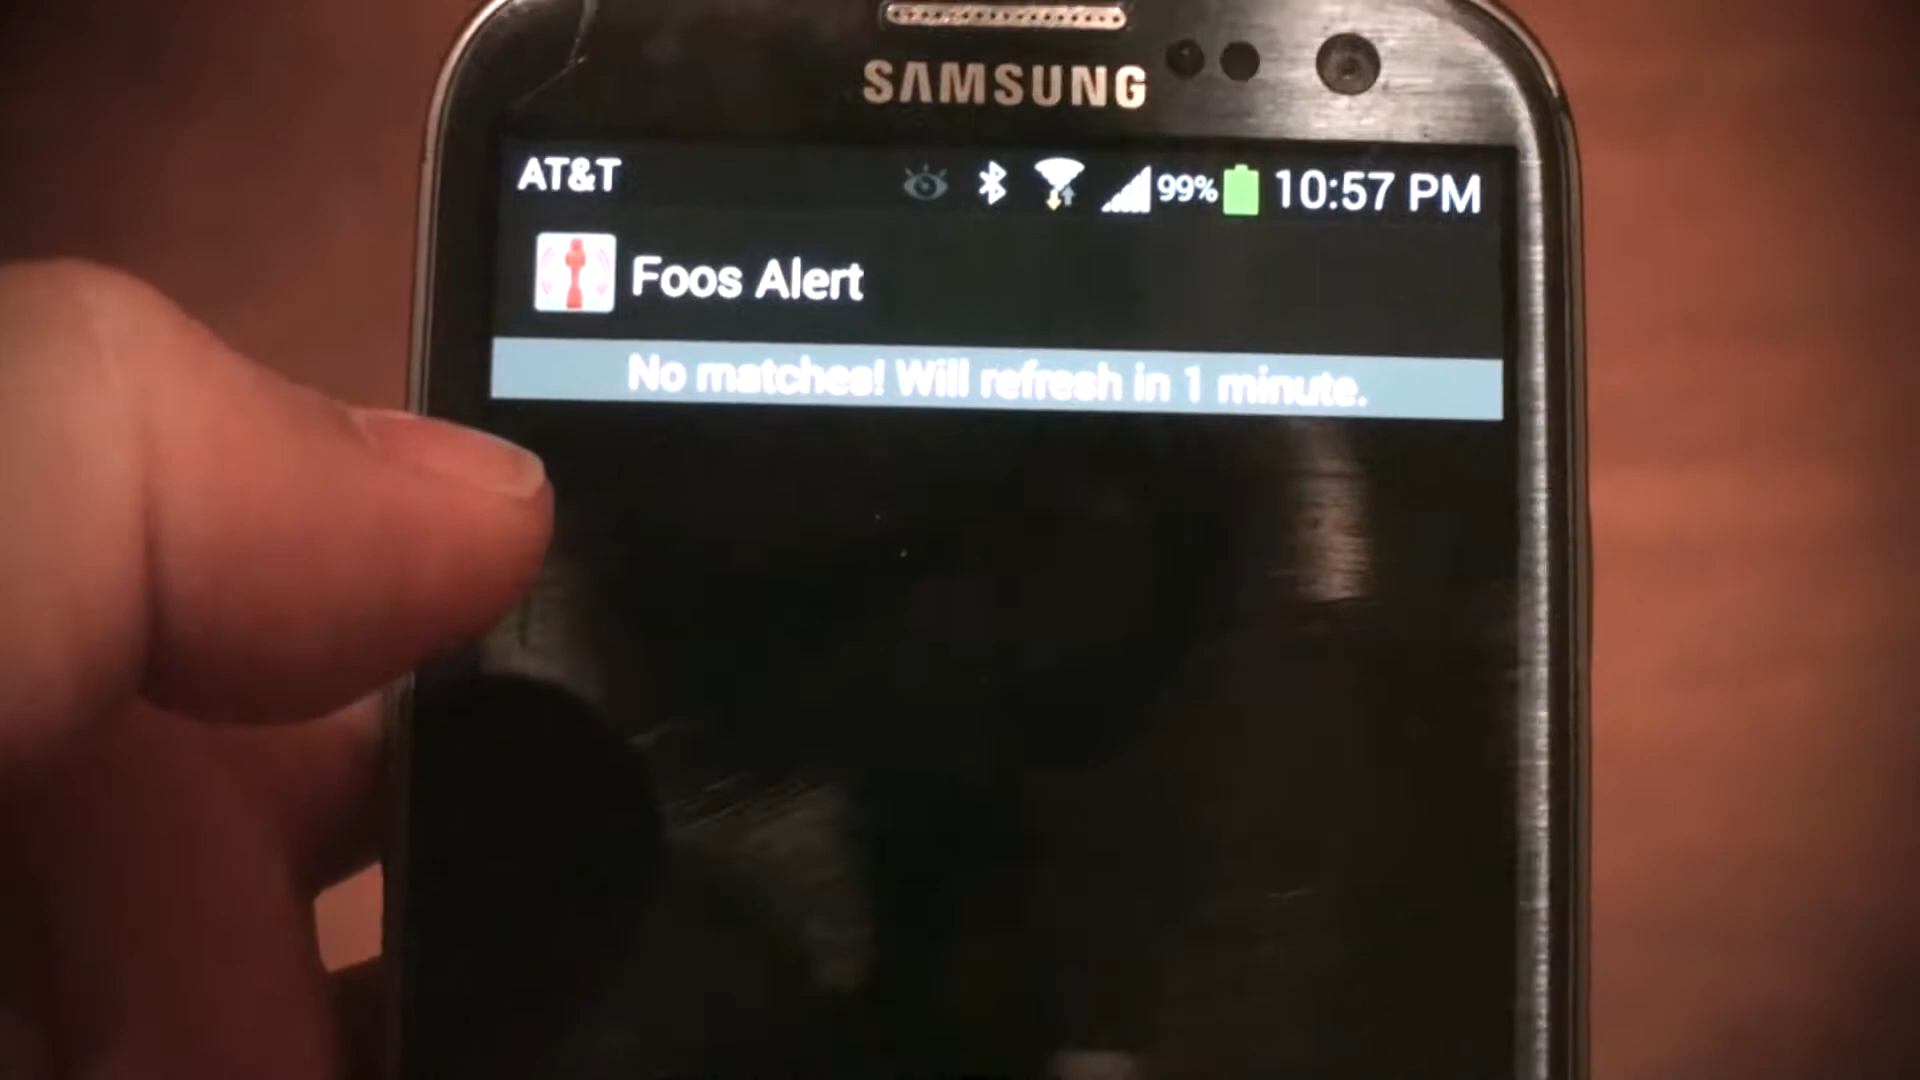 SAMSUNG
AT&T 99% 10:57 PM
Foos Alert
No matches! Will refresh in 1 minute.